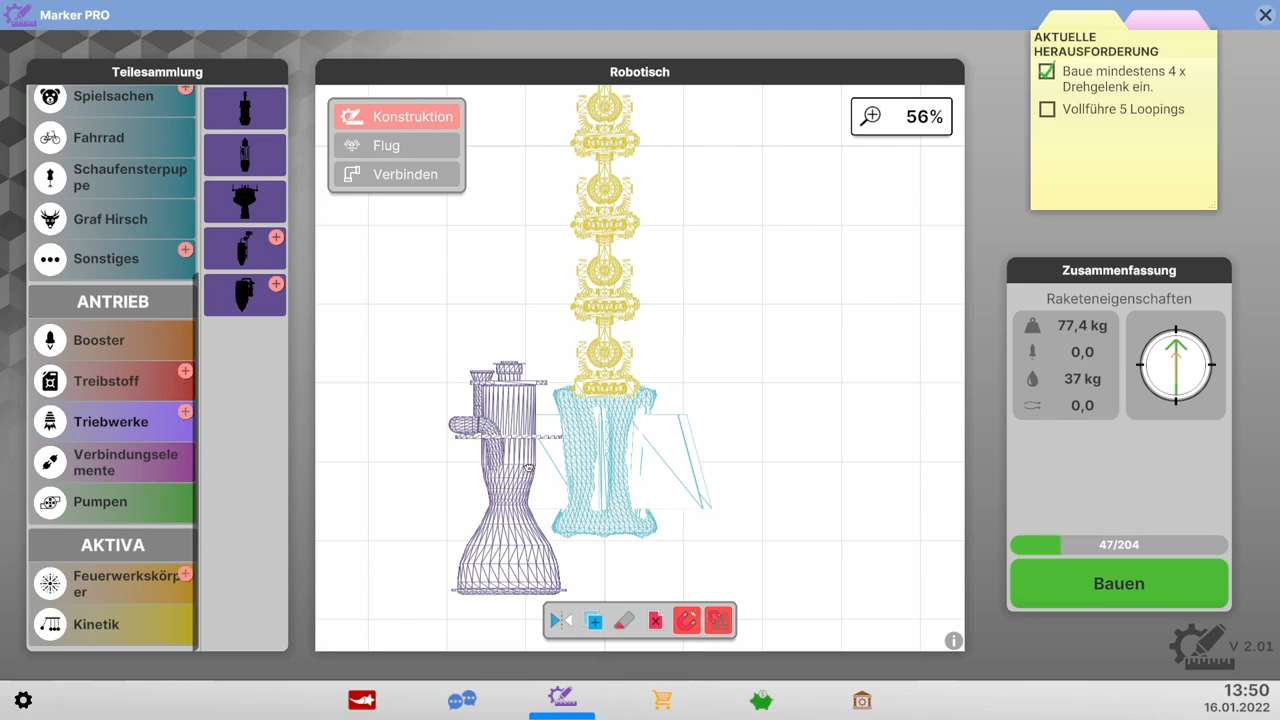 Marker PRO
Teilesammlung
Spielsachen
Fahrrad
Schaufensterpup
pe
Graf Hirsch
Sonstiges
ANTRIEB
Booster
Treibstoff
Triebwerke
Verbindungsele
mente
Pumpen
AKTIVA
Feuerwerkskörp
er
Kinetik
Robotisch
Konstruktion
Flug
Verbinden
56%
AKTUELLE
HERAUSFORDERUNG
Baue mindestens 4 x
Drehgelenk ein.
Vollführe 5 Loopings
Zusammenfassung
Raketeneigenschaften
77,4 kg
0,0
37 kg
0,0
47/204
Bauen
V 2.01
13:50
16.01.2022